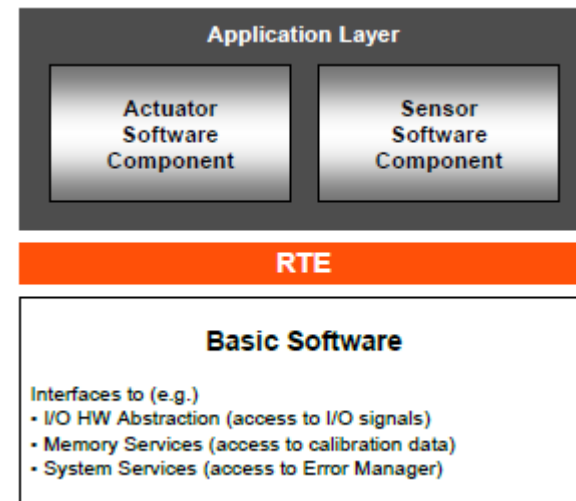 Application Layer
Actuator
Software
Component
Sensor
Software
Component
RTE
Basic Software
Interfaces to (e.g.)
• I/O HW Abstraction (access to I/O signals)
• Memory Services (access to calibration data)
• System Services (access to Error Manager)